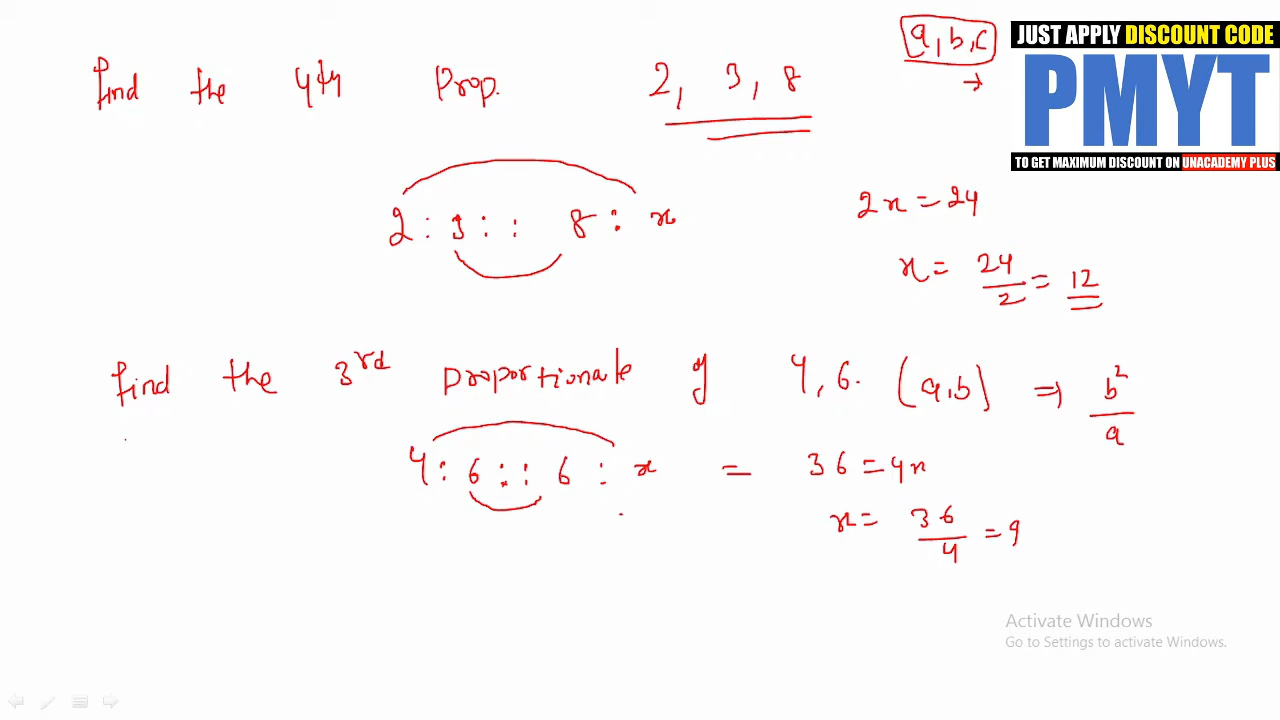 find the 4th Prop. 2, 3, 8
a, b, c
→
JUST APPLY DISCOUNT CODE
PMYT
TO GET MAXIMUM DISCOUNT ON UNACADEMY PLUS
2 : 3 : : 8 : x
2x = 24
x = 24/2 = 12
find the 3rd proportionate of 4, 6. (a,b) ⇒ b²/a
4 : 6 : : 6 : x = 36 = 4x
x = 36/4 = 9
Activate Windows
Go to Settings to activate Windows.